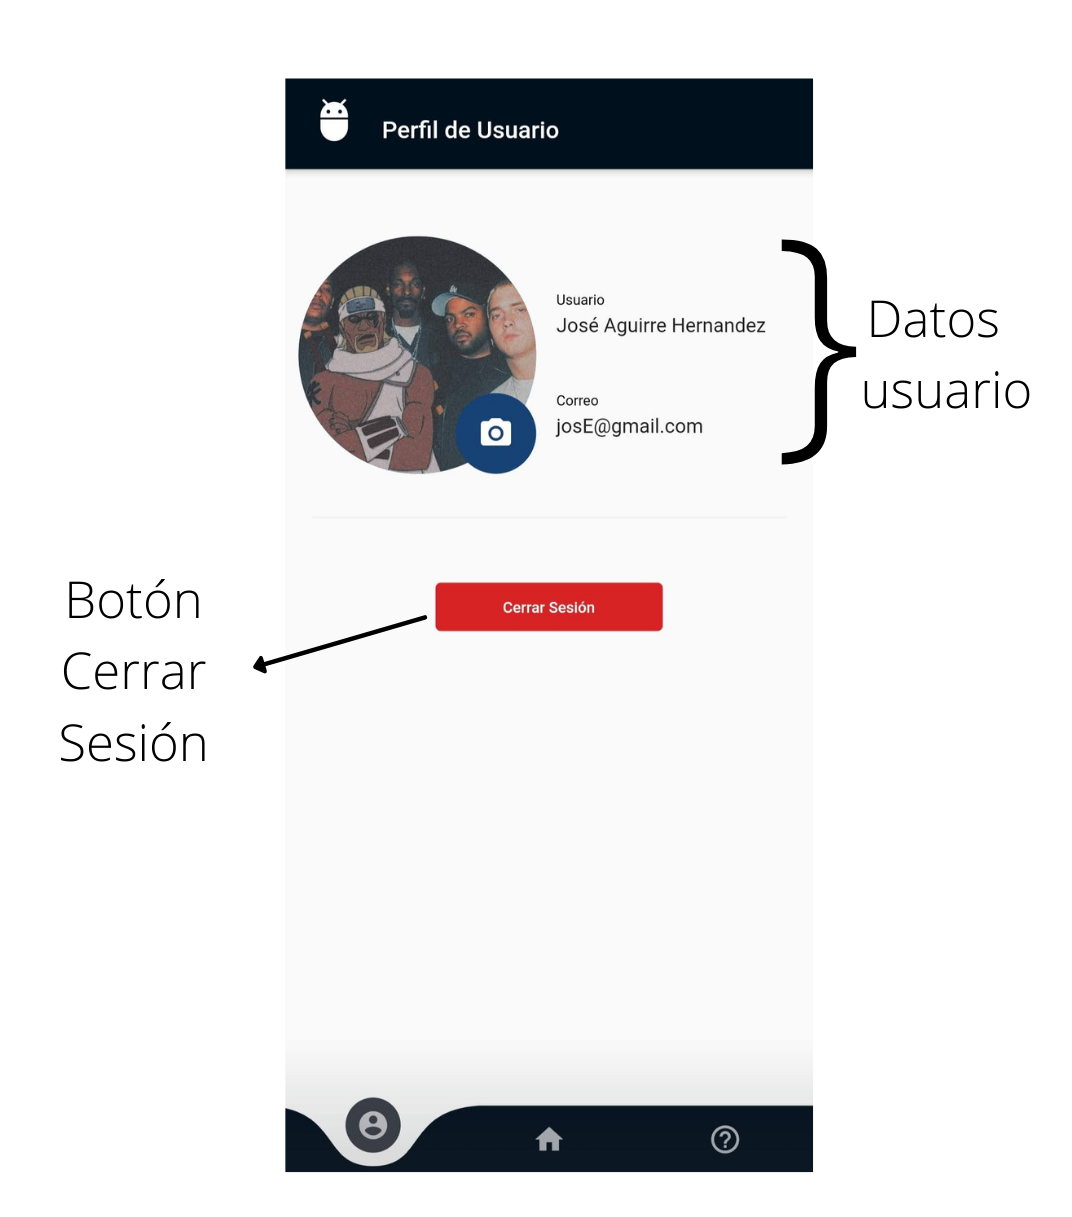 Perfil de Usuario
Usuario
José Aguirre Hernandez
Correo
josE@gmail.com
Datos
usuario
Cerrar Sesión
Botón
Cerrar
Sesión